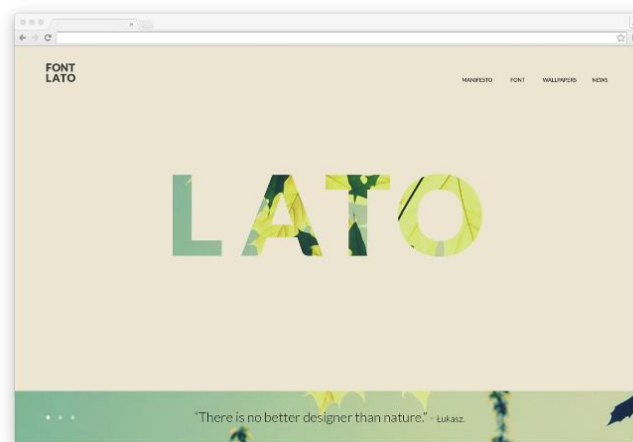 FONT
LATO
MANIFESTO FONT WALLPAPERS NEWS
LATO
“There is no better designer than nature.” - Łukasz.